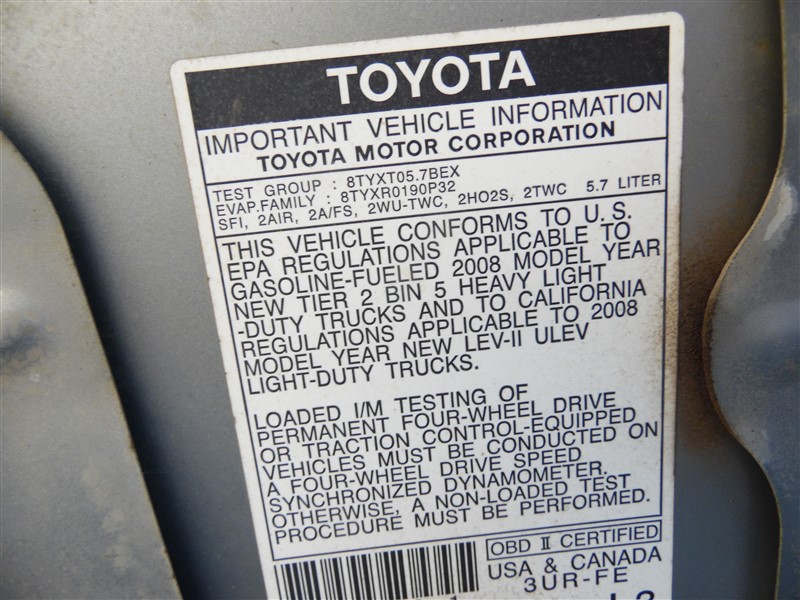 TOYOTA
IMPORTANT VEHICLE INFORMATION
TOYOTA MOTOR CORPORATION
TEST GROUP : 8TYXT05.7BEX
EVAP.FAMILY : 8TYXR0190P32
SFI, 2AIR, 2A/FS, 2WU-TWC, 2HO2S, 2TWC 5.7 LITER
THIS VEHICLE CONFORMS TO U.S.
EPA REGULATIONS APPLICABLE TO
GASOLINE-FUELED 2008 MODEL YEAR
NEW TIER 2 BIN 5 HEAVY LIGHT
-DUTY TRUCKS AND TO CALIFORNIA
REGULATIONS APPLICABLE TO 2008
MODEL YEAR NEW LEV-II ULEV
LIGHT-DUTY TRUCKS.
LOADED I/M TESTING OF
PERMANENT FOUR-WHEEL DRIVE
OR TRACTION CONTROL-EQUIPPED
VEHICLES MUST BE CONDUCTED ON
A FOUR-WHEEL DRIVE SPEED
SYNCHRONIZED DYNAMOMETER.
OTHERWISE, A NON-LOADED TEST
PROCEDURE MUST BE PERFORMED.
OBD II CERTIFIED
USA & CANADA
3UR-FE